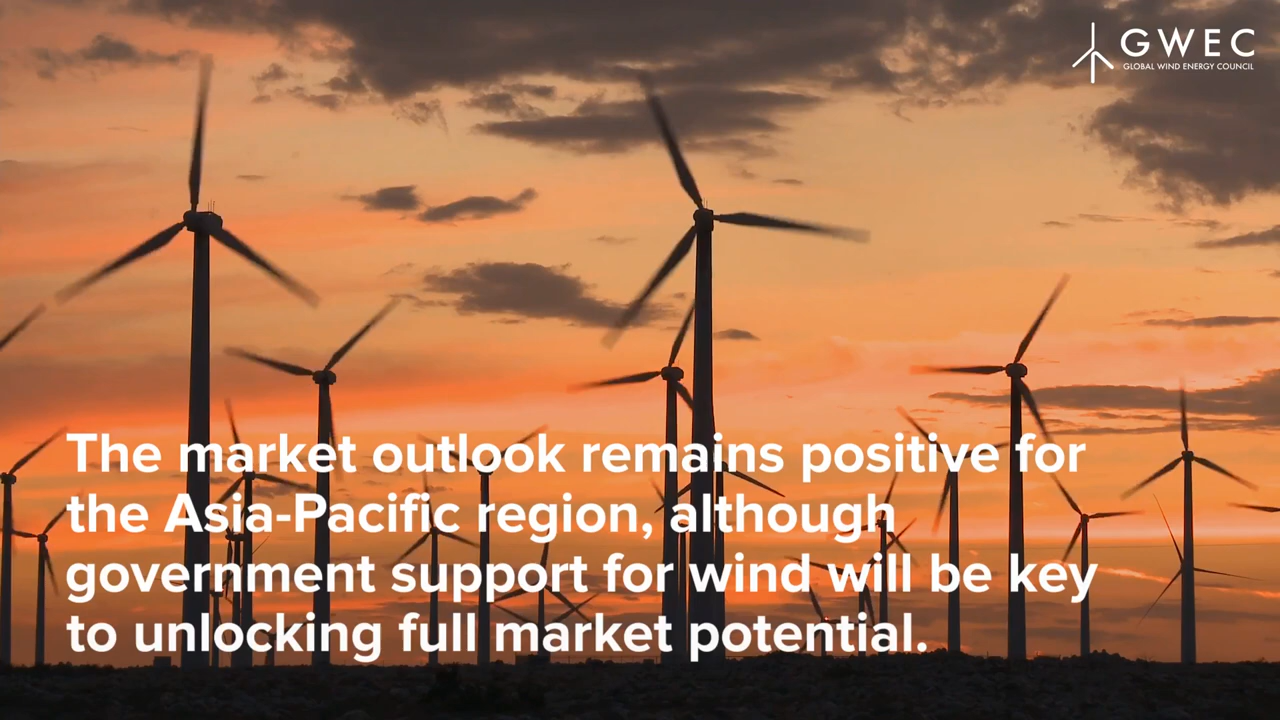 GWEC
GLOBAL WIND ENERGY COUNCIL
The market outlook remains positive for
the Asia-Pacific region, although
government support for wind will be key
to unlocking full market potential.